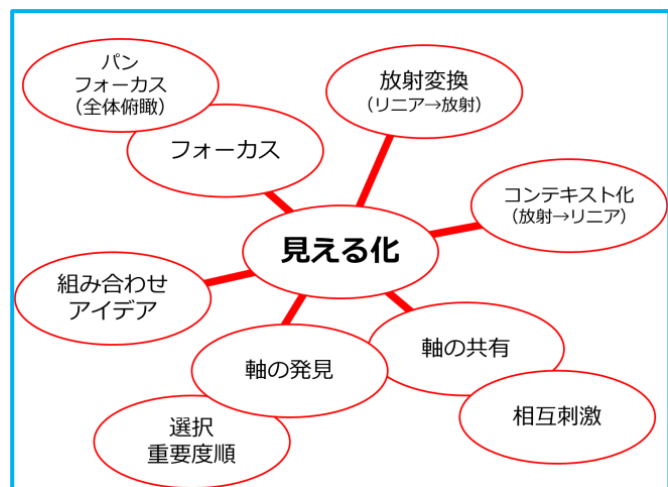 パン
フォーカス
（全体俯瞰）
フォーカス
放射変換
（リニア→放射）
コンテキスト化
（放射→リニア）
見える化
組み合わせ
アイデア
軸の発見
軸の共有
選択
重要度順
相互刺激